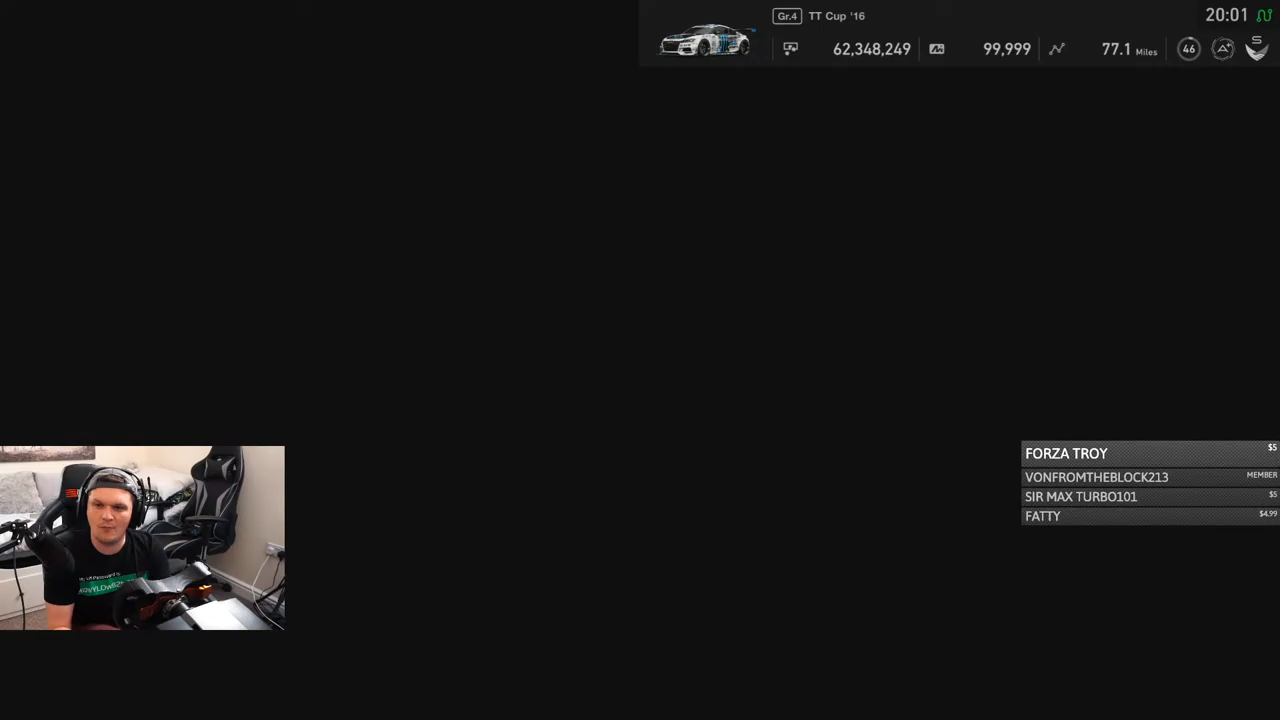 Gr.4 TT Cup '16
20:01
62,348,249 99,999 77.1 Miles 46 A+ S
FORZA TROY $5
VONFROMTHEBLOCK213 MEMBER
SIR MAX TURBO101 $5
FATTY $4.99